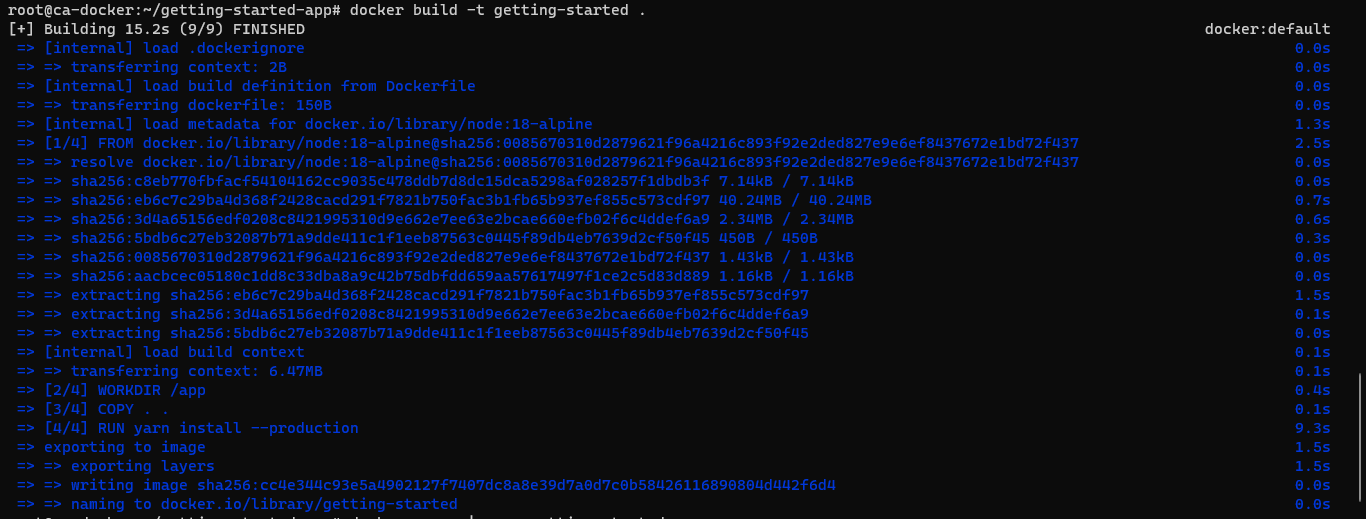 root@ca-docker:~/getting-started-app# docker build -t getting-started .
[+] Building 15.2s (9/9) FINISHED docker:default
=> [internal] load .dockerignore 0.0s
=> => transferring context: 2B 0.0s
=> [internal] load build definition from Dockerfile 0.0s
=> => transferring dockerfile: 150B 0.0s
=> [internal] load metadata for docker.io/library/node:18-alpine 1.3s
=> [1/4] FROM docker.io/library/node:18-alpine@sha256:0085670310d2879621f96a4216c893f92e2ded827e9e6ef8437672e1bd72f437 2.5s
=> => resolve docker.io/library/node:18-alpine@sha256:0085670310d2879621f96a4216c893f92e2ded827e9e6ef8437672e1bd72f437 0.0s
=> => sha256:c8eb770fbfacf54104162cc9035c478ddb7d8dc15dca5298af028257f1dbdb3f 7.14kB / 7.14kB 0.0s
=> => sha256:eb6c7c29ba4d368f2428cacd291f7821b750fac3b1fb65b937ef855c573cdf97 40.24MB / 40.24MB 0.7s
=> => sha256:3d4a65156edf0208c8421995310d9e662e7ee63e2bcae660efb02f6c4ddef6a9 2.34MB / 2.34MB 0.6s
=> => sha256:5bdb6c27eb32087b71a9dde411c1f1eeb87563c0445f89db4eb7639d2cf50f45 450B / 450B 0.3s
=> => sha256:0085670310d2879621f96a4216c893f92e2ded827e9e6ef8437672e1bd72f437 1.43kB / 1.43kB 0.0s
=> => sha256:aacbcec05180c1dd8c33dba8a9c42b75dbfdd659aa57617497f1ce2c5d83d889 1.16kB / 1.16kB 0.0s
=> => extracting sha256:eb6c7c29ba4d368f2428cacd291f7821b750fac3b1fb65b937ef855c573cdf97 1.5s
=> => extracting sha256:3d4a65156edf0208c8421995310d9e662e7ee63e2bcae660efb02f6c4ddef6a9 0.1s
=> => extracting sha256:5bdb6c27eb32087b71a9dde411c1f1eeb87563c0445f89db4eb7639d2cf50f45 0.0s
=> [internal] load build context 0.1s
=> => transferring context: 6.47MB 0.1s
=> [2/4] WORKDIR /app 0.4s
=> [3/4] COPY . . 0.1s
=> [4/4] RUN yarn install --production 9.3s
=> exporting to image 1.5s
=> => exporting layers 1.5s
=> => writing image sha256:cc4e344c93e5a4902127f7407dc8a8e39d7a0d7c0b58426116890804d442f6d4 0.0s
=> => naming to docker.io/library/getting-started 0.0s